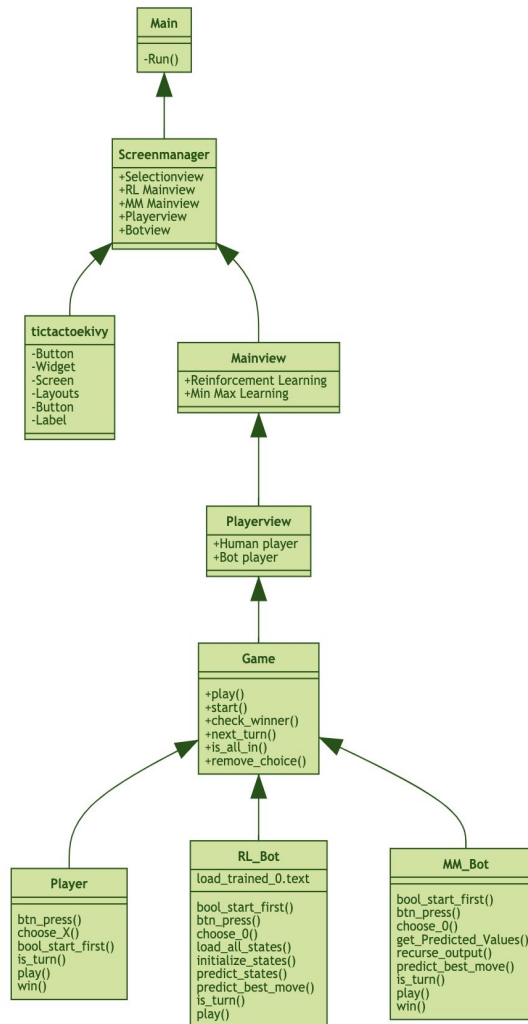 Main
-Run()
Screenmanager
+Selectionview
+RL Mainview
+MM Mainview
+Playerview
+Botview
tictactoekivy
-Button
-Widget
-Screen
-Layouts
-Button
-Label
Mainview
+Reinforcement Learning
+Min Max Learning
Playerview
+Human player
+Bot player
Game
+play()
+start()
+check_winner()
+next_turn()
+is_all_in()
+remove_choice()
Player
btn_press()
choose_X()
bool_start_first()
is_turn()
play()
win()
RL_Bot
load_trained_0.text
bool_start_first()
btn_press()
choose_0()
load_all_states()
initialize_states()
predict_states()
predict_best_move()
is_turn()
play()
MM_Bot
bool_start_first()
btn_press()
choose_0()
get_Predicted_Values()
recurse_output()
predict_best_move()
is_turn()
play()
win()